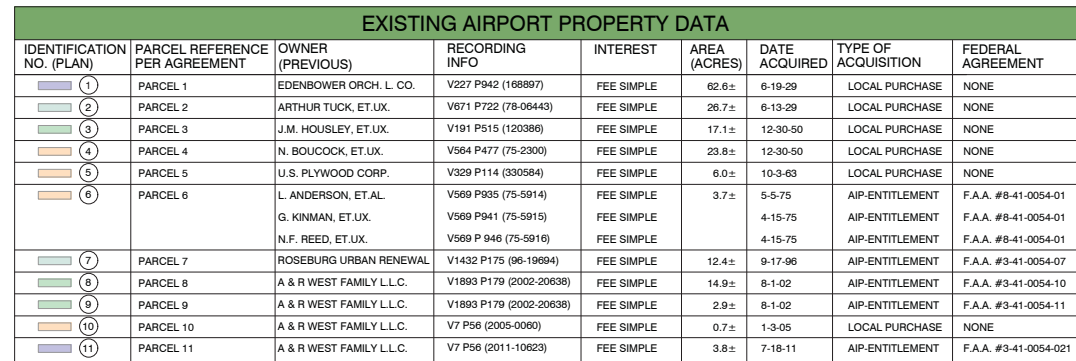 EXISTING AIRPORT PROPERTY DATA
IDENTIFICATION NO. (PLAN) PARCEL REFERENCE PER AGREEMENT OWNER (PREVIOUS) RECORDING INFO INTEREST AREA (ACRES) DATE ACQUIRED TYPE OF ACQUISITION FEDERAL AGREEMENT
1 PARCEL 1 EDENBOWER ORCH. L. CO. V227 P942 (168897) FEE SIMPLE 62.6± 6-19-29 LOCAL PURCHASE NONE
2 PARCEL 2 ARTHUR TUCK, ET.UX. V671 P722 (78-06443) FEE SIMPLE 26.7± 6-13-29 LOCAL PURCHASE NONE
3 PARCEL 3 J.M. HOUSLEY, ET.UX. V191 P515 (120386) FEE SIMPLE 17.1± 12-30-50 LOCAL PURCHASE NONE
4 PARCEL 4 N. BOUCOCK, ET.UX. V564 P477 (75-2300) FEE SIMPLE 23.8± 12-30-50 LOCAL PURCHASE NONE
5 PARCEL 5 U.S. PLYWOOD CORP. V329 P114 (330584) FEE SIMPLE 6.0± 10-3-63 LOCAL PURCHASE NONE
6 PARCEL 6 L. ANDERSON, ET.AL. V569 P935 (75-5914) FEE SIMPLE 3.7± 5-5-75 AIP-ENTITLEMENT F.A.A. #8-41-0054-01
G. KINMAN, ET.UX. V569 P941 (75-5915) FEE SIMPLE 4-15-75 AIP-ENTITLEMENT F.A.A. #8-41-0054-01
N.F. REED, ET.UX. V569 P 946 (75-5916) FEE SIMPLE 4-15-75 AIP-ENTITLEMENT F.A.A. #8-41-0054-01
7 PARCEL 7 ROSEBURG URBAN RENEWAL V1432 P175 (96-19694) FEE SIMPLE 12.4± 9-17-96 AIP-ENTITLEMENT F.A.A. #3-41-0054-07
8 PARCEL 8 A & R WEST FAMILY L.L.C. V1893 P179 (2002-20638) FEE SIMPLE 14.9± 8-1-02 AIP-ENTITLEMENT F.A.A. #3-41-0054-10
9 PARCEL 9 A & R WEST FAMILY L.L.C. V1893 P179 (2002-20638) FEE SIMPLE 2.9± 8-1-02 AIP-ENTITLEMENT F.A.A. #3-41-0054-11
10 PARCEL 10 A & R WEST FAMILY L.L.C. V7 P56 (2005-0060) FEE SIMPLE 0.7± 1-3-05 LOCAL PURCHASE NONE
11 PARCEL 11 A & R WEST FAMILY L.L.C. V7 P56 (2011-10623) FEE SIMPLE 3.8± 7-18-11 AIP-ENTITLEMENT F.A.A. #3-41-0054-021